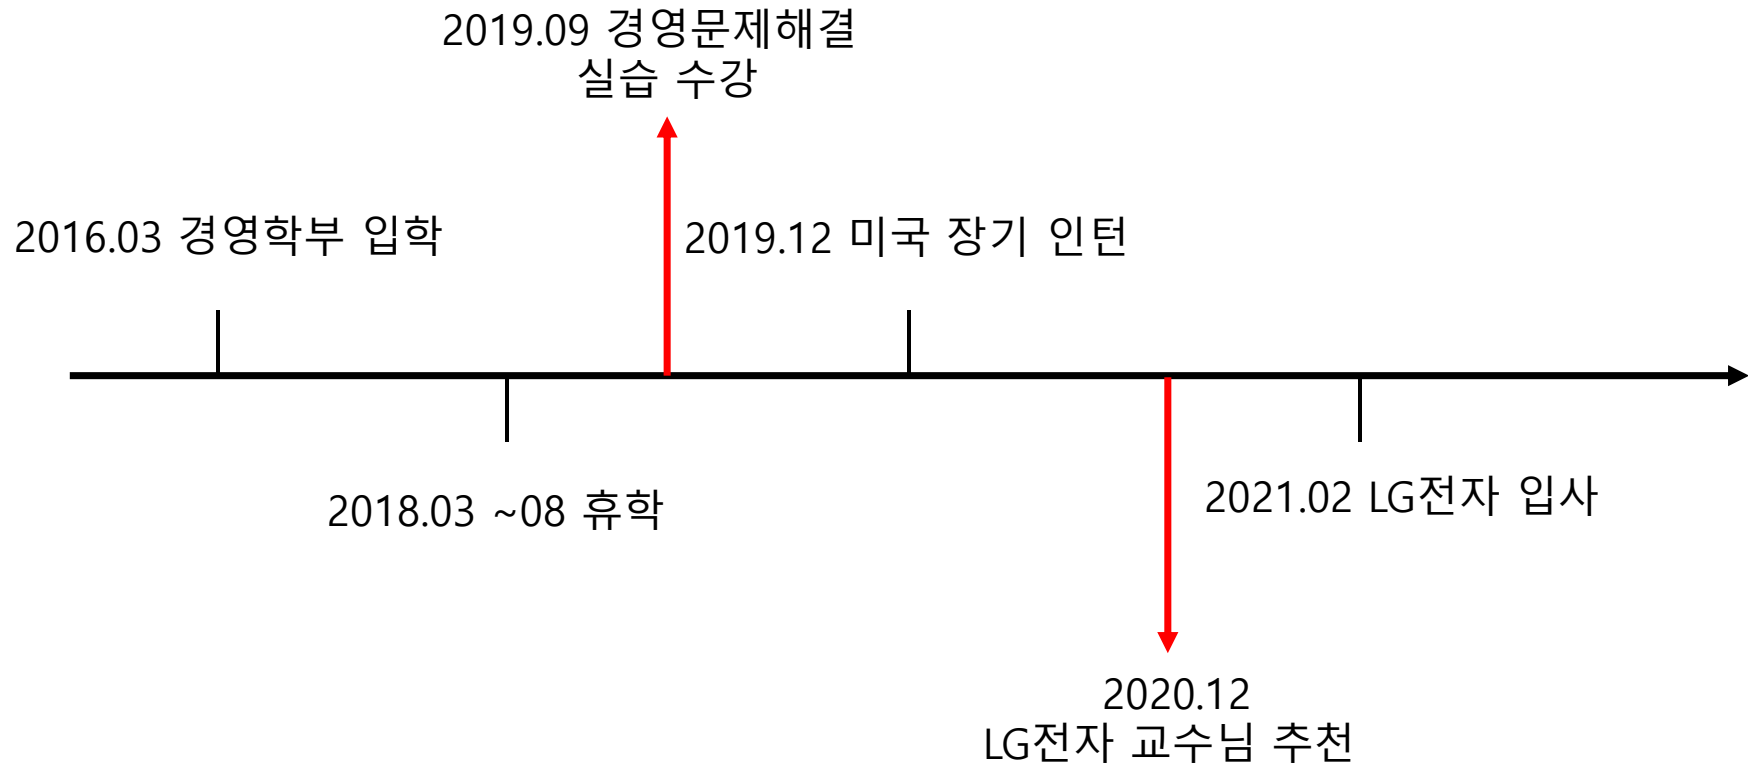 2019.09 경영문제해결
실습 수강
2016.03 경영학부 입학
2019.12 미국 장기 인턴
2018.03 ~08 휴학
2021.02 LG전자 입사
2020.12
LG전자 교수님 추천